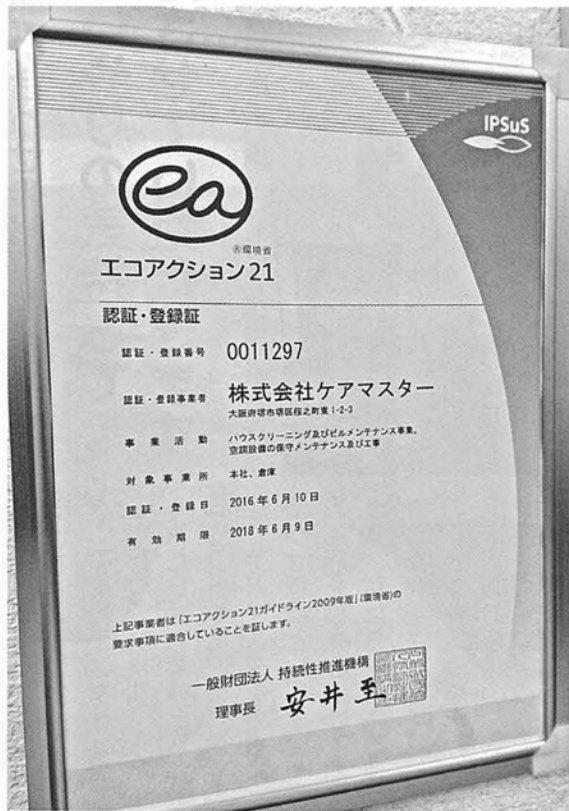 IPSuS
ea
®環境省
エコアクション21
認証・登録証
認証・登録番号 0011297
認証・登録事業者 株式会社ケアマスター
大阪府堺市堺区桜之町東 1-2-3
事業活動 ハウスクリーニング及びビルメンテナンス事業、
空調設備の保守メンテナンス及び工事
対象事業所 本社、倉庫
認証・登録日 2016年6月10日
有効期限 2018年6月9日
上記事業者は「エコアクション21ガイドライン2009年版」(環境省)の
要求事項に適合していることを証します。
一般財団法人 持続性推進機構
理事長 安井至